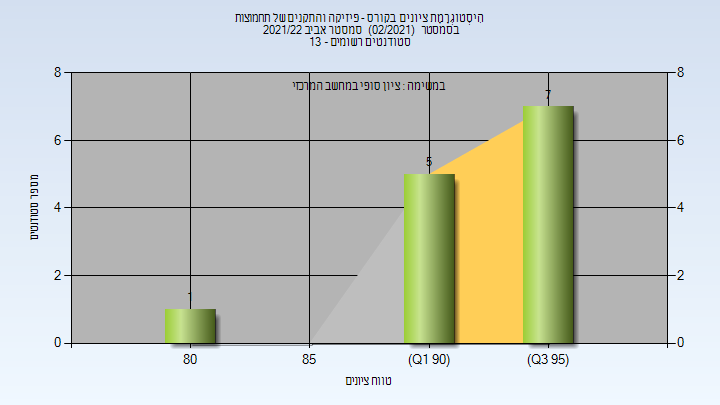 היסטוגרמת ציונים בקורס - פיזיקה והתקנים של תחמוצות
בסמסטר (02/2021) סמסטר אביב 2021/22
סטודנטים רשומים - 13
במשימה : ציון סופי במחשב המרכזי
8 8
7
6 6
5
מספר סטודנטים
4 4
2 2
1
0 0
80 85 (Q1 90) (Q3 95)
טווח ציונים